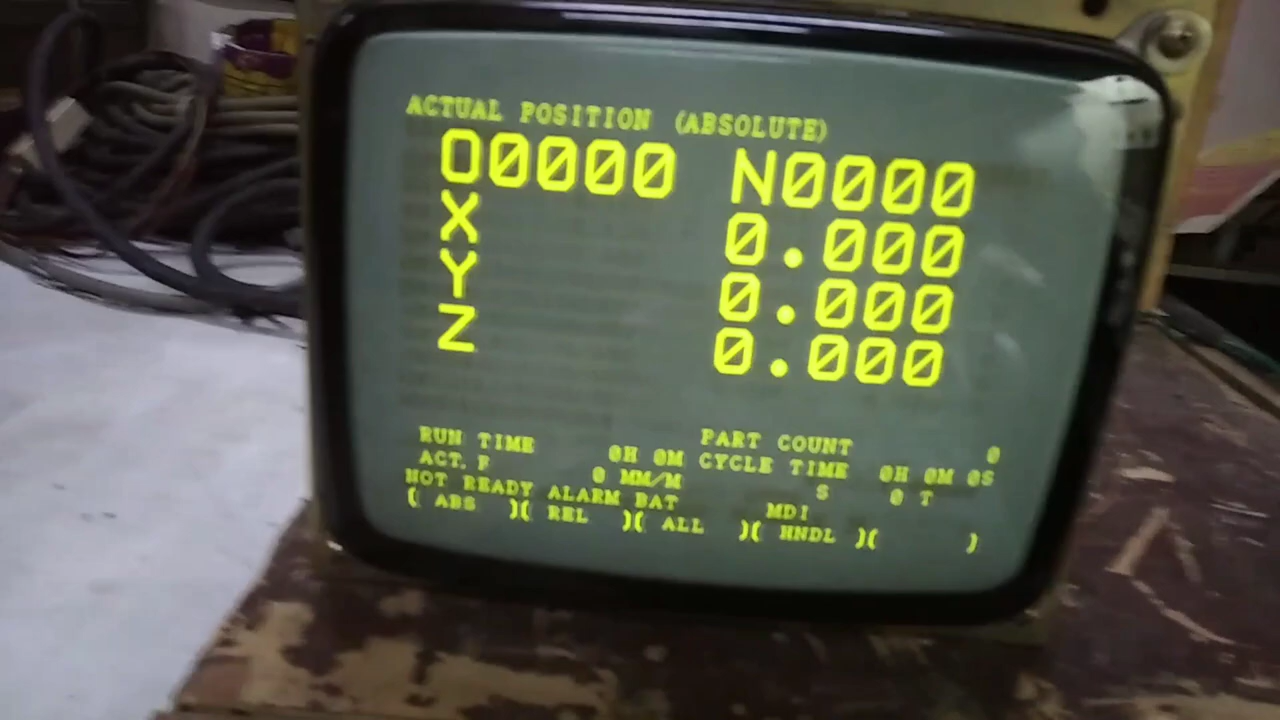 ACTUAL POSITION (ABSOLUTE)
O0000 N0000
X 0.000
Y 0.000
Z 0.000
RUN TIME 0H 0M PART COUNT 0
ACT. F 0 MM/M CYCLE TIME 0H 0M 0S
S 0 T
NOT READY ALARM BAT MDI
( ABS )( REL )( ALL )( HNDL )( )